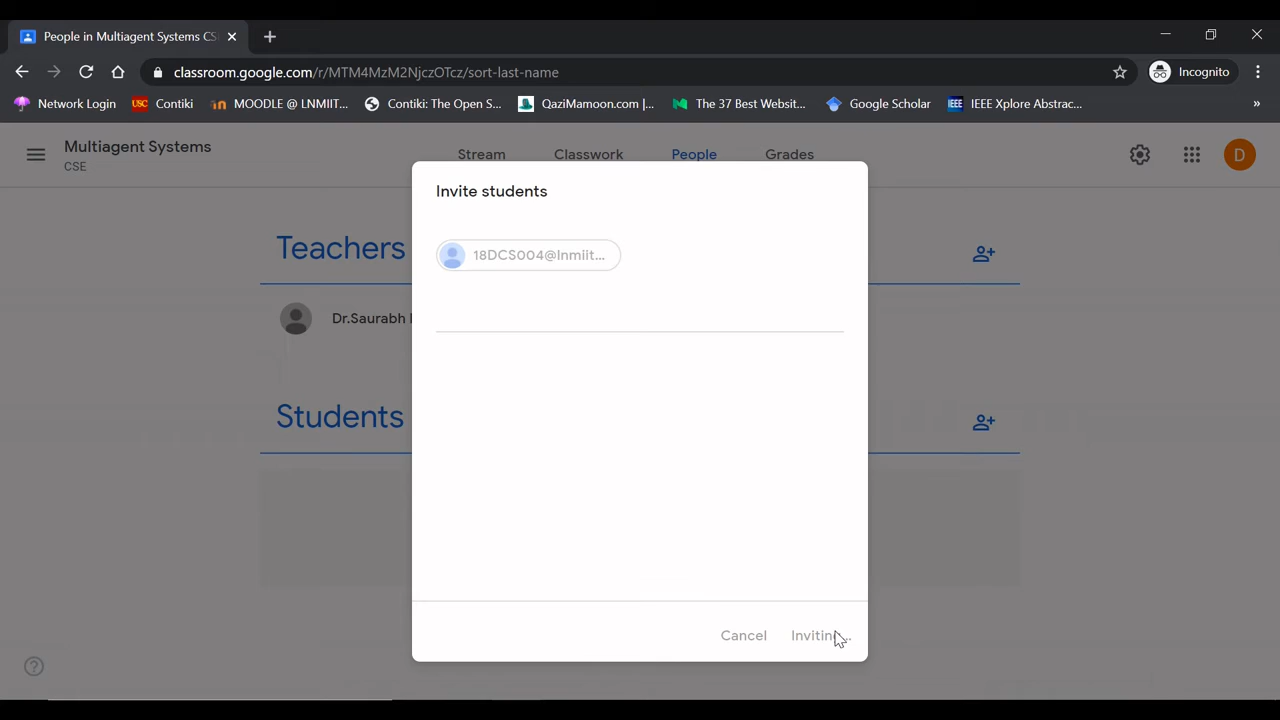 People in Multiagent Systems CS
classroom.google.com/r/MTM4MzM2NjczOTcz/sort-last-name
Incognito
Network Login
USC Contiki
MOODLE @ LNMIIT...
Contiki: The Open S...
QaziMamoon.com |...
The 37 Best Websit...
Google Scholar
IEEE IEEE Xplore Abstrac...
»
Multiagent Systems
CSE
Stream
Classwork
People
Grades
D
Invite students
18DCS004@lnmiit...
Teachers
Dr.Saurabh
Students
Cancel
Inviting...